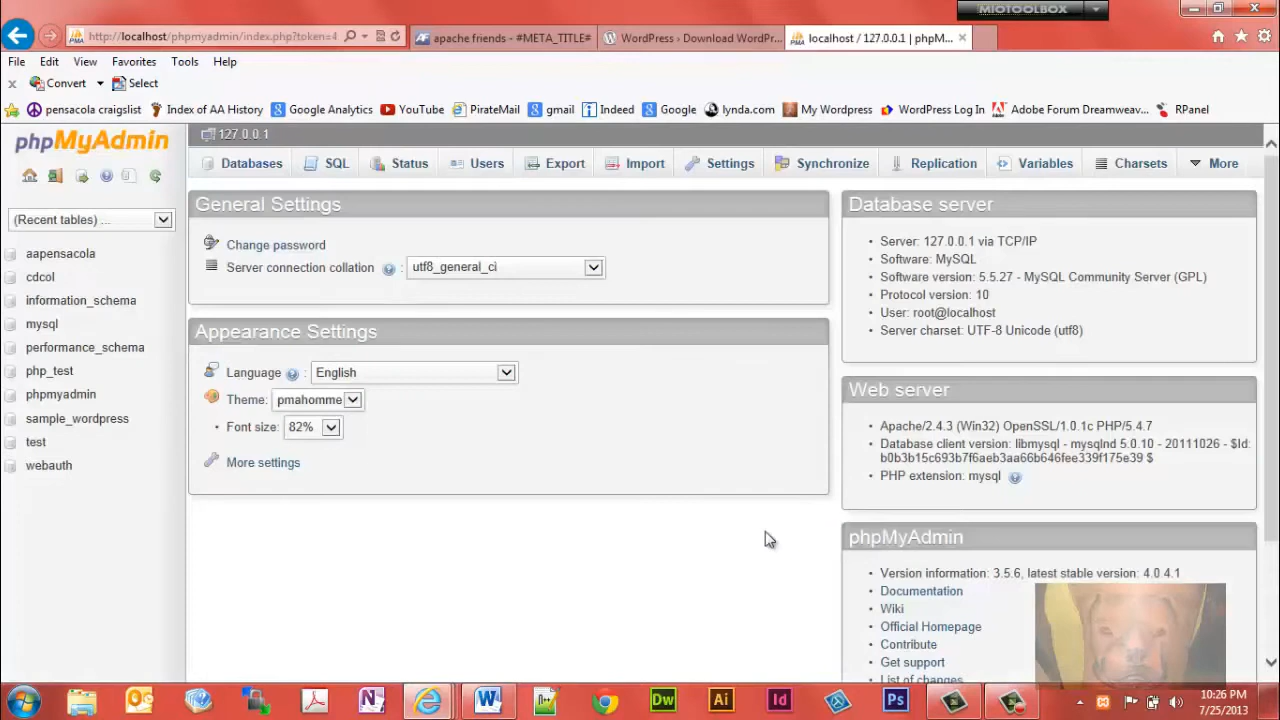 MIOTOOLBOX
http://localhost/phpmyadmin/index.php?token=4
apache friends - #META_TITLE#
WordPress › Download WordPr...
localhost / 127.0.0.1 | phpM...
File Edit View Favorites Tools Help
Convert Select
pensacola craigslist Index of AA History Google Analytics YouTube PirateMail gmail Indeed Google lynda.com My Wordpress WordPress Log In Adobe Forum Dreamweav... RPanel
phpMyAdmin
127.0.0.1
Databases SQL Status Users Export Import Settings Synchronize Replication Variables Charsets More
(Recent tables) ...
aapensacola
cdcol
information_schema
mysql
performance_schema
php_test
phpmyadmin
sample_wordpress
test
webauth
General Settings
Change password
Server connection collation : utf8_general_ci
Appearance Settings
Language : English
Theme: pmahomme
• Font size: 82%
More settings
Database server
• Server: 127.0.0.1 via TCP/IP
• Software: MySQL
• Software version: 5.5.27 - MySQL Community Server (GPL)
• Protocol version: 10
• User: root@localhost
• Server charset: UTF-8 Unicode (utf8)
Web server
• Apache/2.4.3 (Win32) OpenSSL/1.0.1c PHP/5.4.7
• Database client version: libmysql - mysqlnd 5.0.10 - 20111026 - $Id:
b0b3b15c693b7f6aeb3aa66b646fee339f175e39 $
• PHP extension: mysql
phpMyAdmin
• Version information: 3.5.6, latest stable version: 4.0.4.1
• Documentation
• Wiki
• Official Homepage
• Contribute
• Get support
• List of changes
10:26 PM
7/25/2013